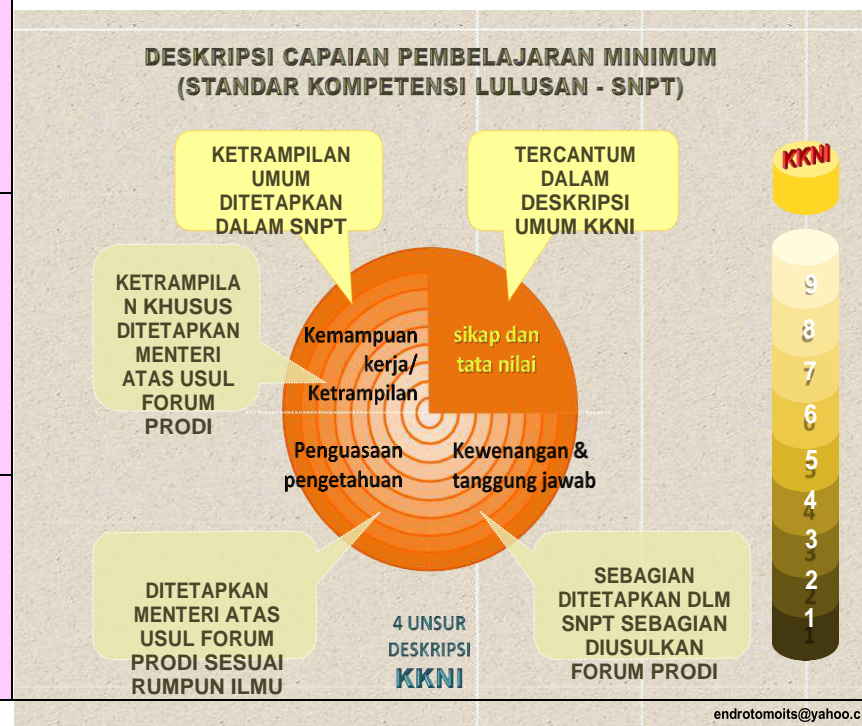 DESKRIPSI CAPAIAN PEMBELAJARAN MINIMUM
(STANDAR KOMPETENSI LULUSAN - SNPT)
KETRAMPILAN
UMUM
DITETAPKAN
DALAM SNPT
TERCANTUM
DALAM
DESKRIPSI
UMUM KKNI
KKNI
KETRAMPILA
N KHUSUS
DITETAPKAN
MENTERI
ATAS USUL
FORUM
PRODI
Kemampuan
kerja/
Ketrampilan
sikap dan
tata nilai
Penguasaan
pengetahuan
Kewenangan &
tanggung jawab
9
8
7
6
5
4
3
2
1
DITETAPKAN
MENTERI ATAS
USUL FORUM
PRODI SESUAI
RUMPUN ILMU
4 UNSUR
DESKRIPSI
KKNI
SEBAGIAN
DITETAPKAN DLM
SNPT SEBAGIAN
DIUSULKAN
FORUM PRODI
endrotomoits@yahoo.c